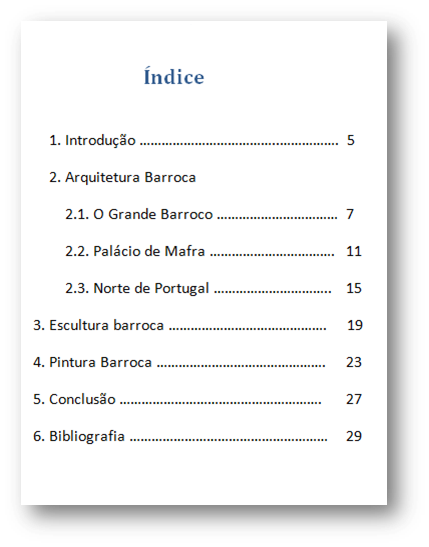 Índice
1. Introdução ……………………………………………… 5
2. Arquitetura Barroca
2.1. O Grande Barroco …………………………… 7
2.2. Palácio de Mafra ……………………………. 11
2.3. Norte de Portugal ………………………….. 15
3. Escultura barroca ……………………………………. 19
4. Pintura Barroca ………………………………………. 23
5. Conclusão ………………………………………………. 27
6. Bibliografia ……………………………………………… 29